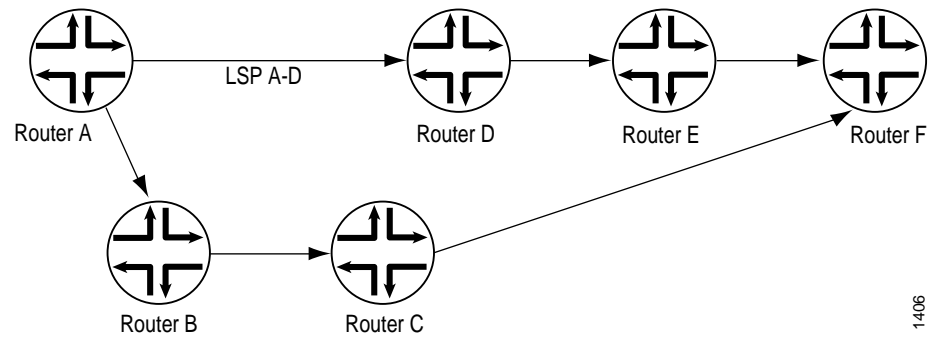 LSP A-D
Router A
Router D
Router E
Router F
Router B
Router C
1406